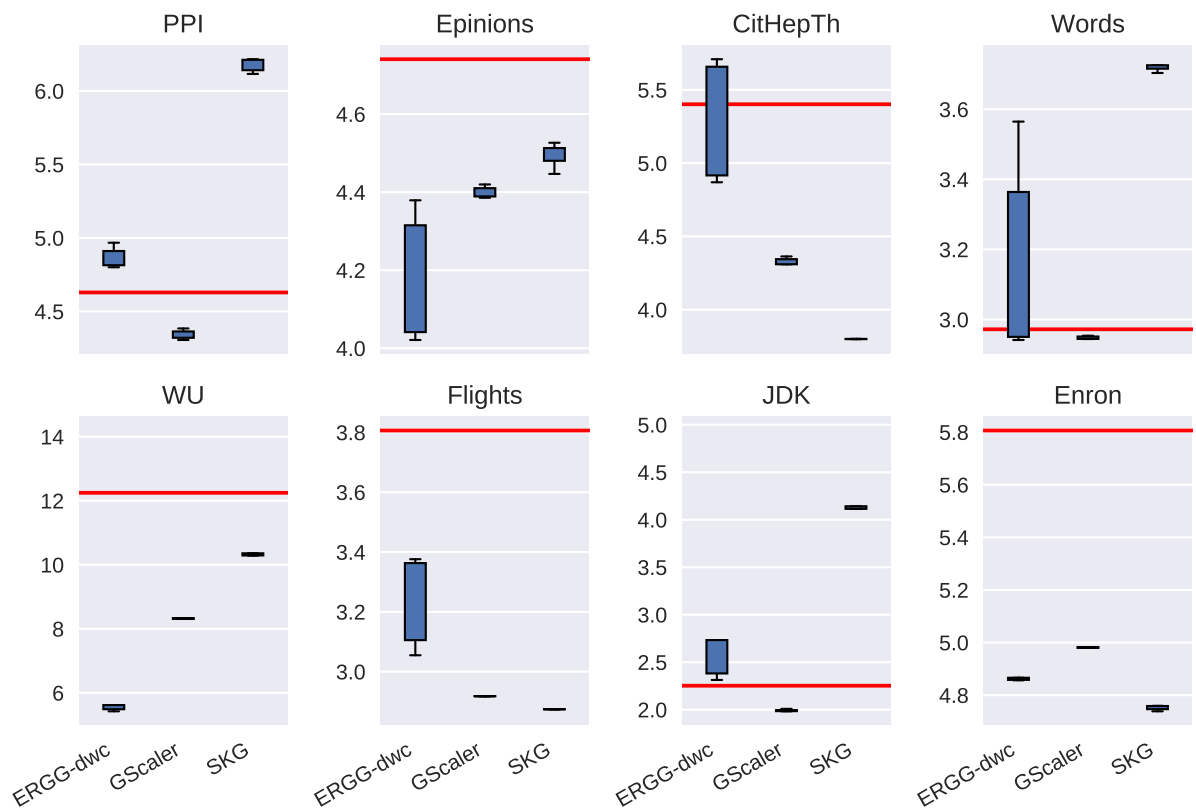 PPI
Epinions
CitHepTh
Words
6.0
5.5
5.0
4.5
4.6
4.4
4.2
4.0
5.5
5.0
4.5
4.0
3.6
3.4
3.2
3.0
WU
Flights
JDK
Enron
14
12
10
8
6
3.8
3.6
3.4
3.2
3.0
5.0
4.5
4.0
3.5
3.0
2.5
2.0
5.8
5.6
5.4
5.2
5.0
4.8
ERGG-dwc
GScaler
SKG
ERGG-dwc
GScaler
SKG
ERGG-dwc
GScaler
SKG
ERGG-dwc
GScaler
SKG